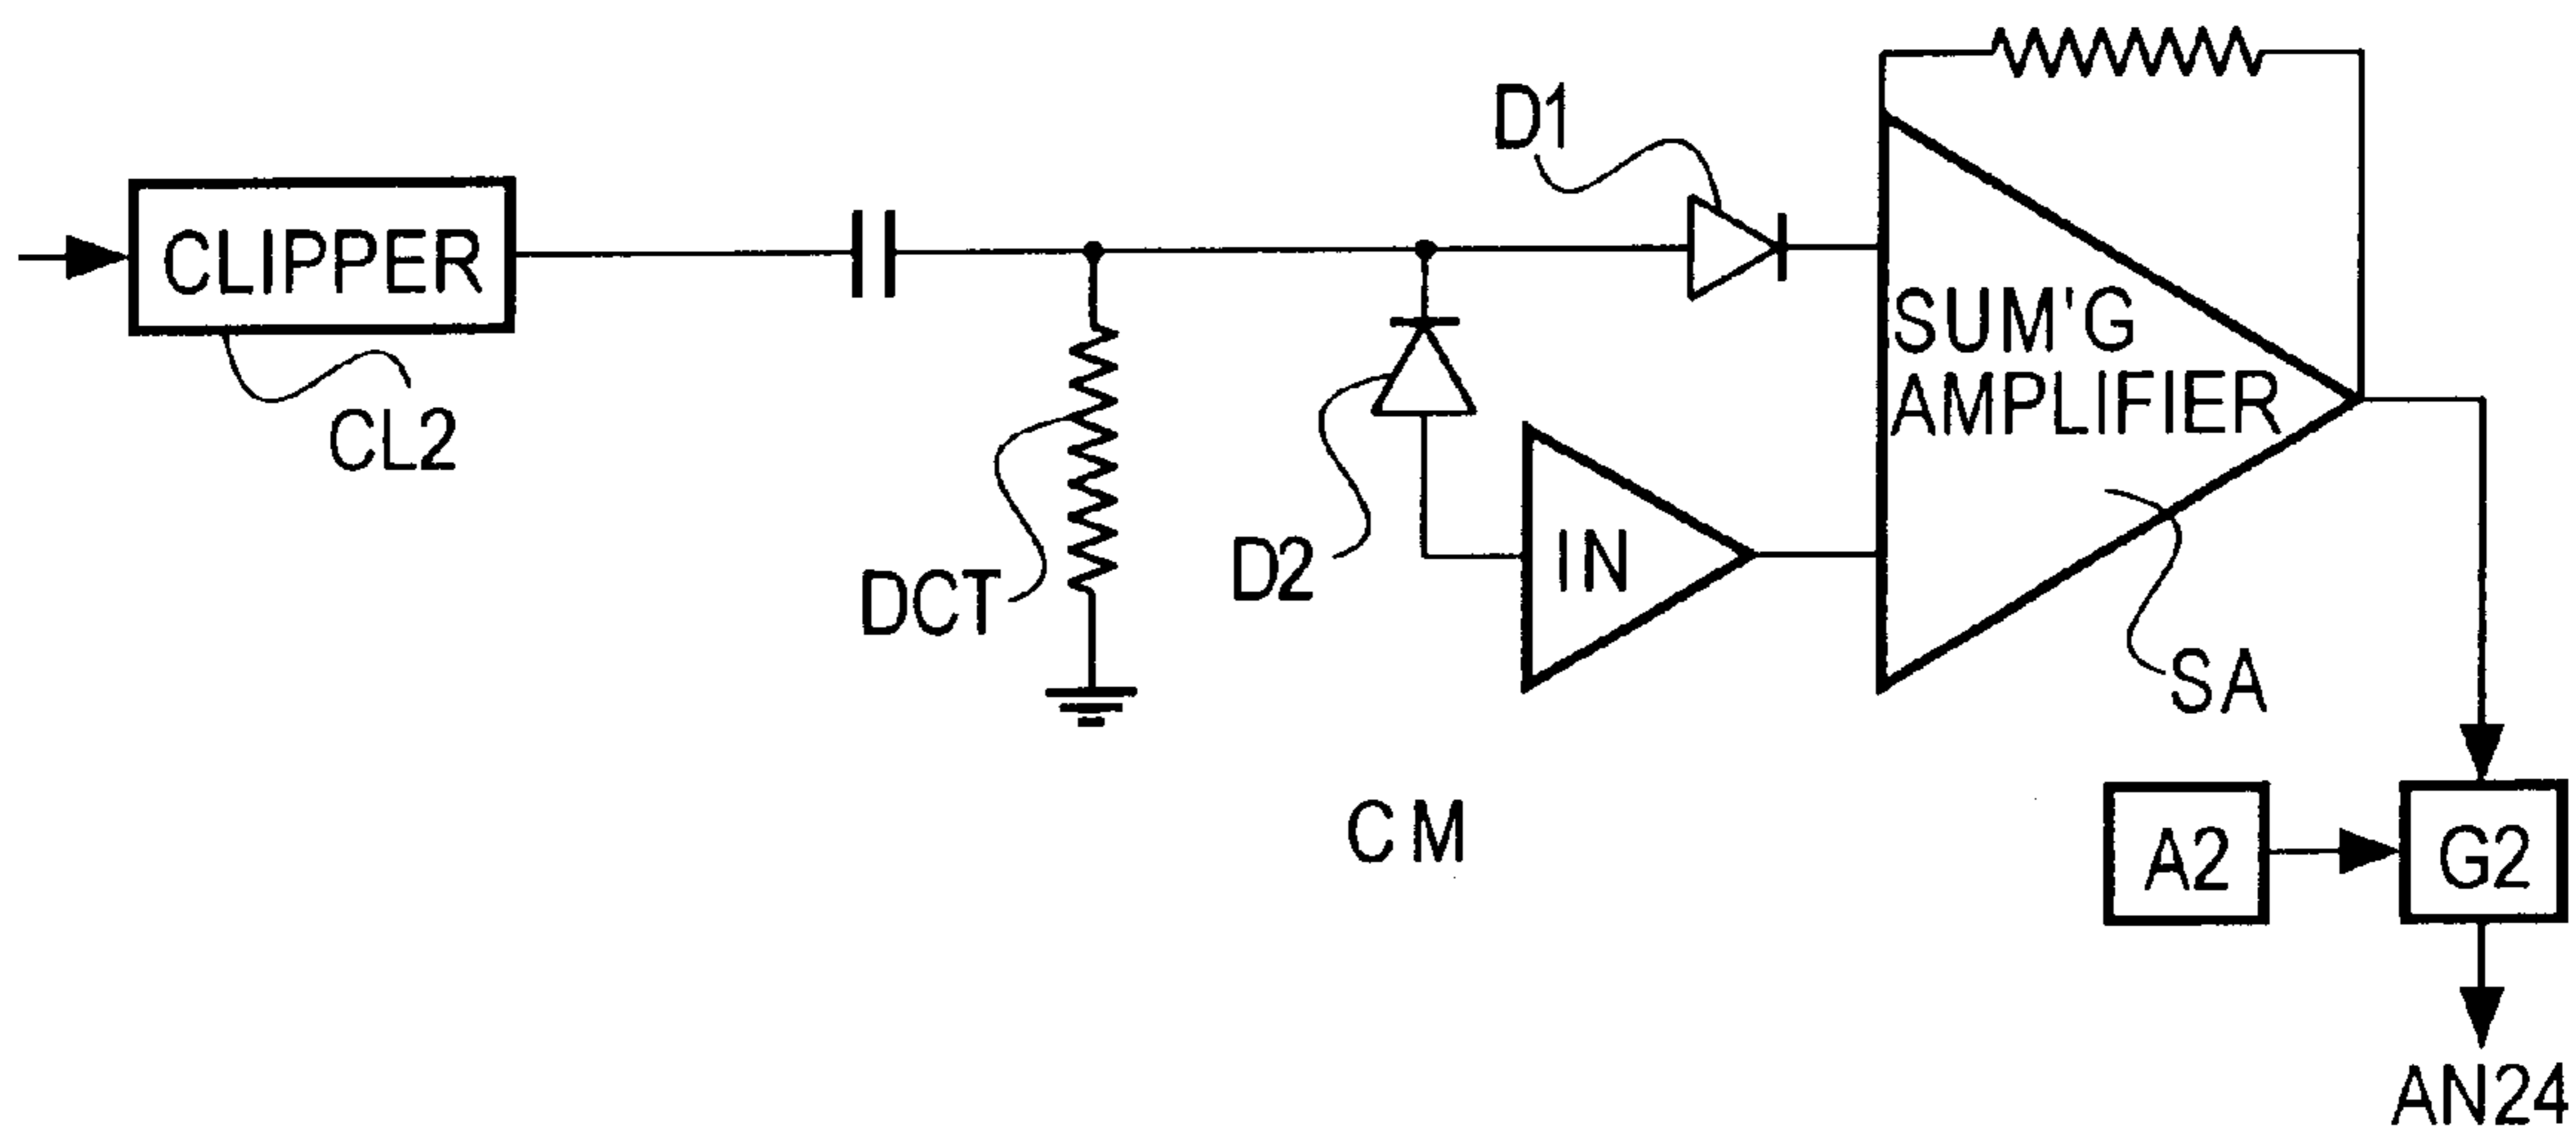 D1
CLIPPER
SUM'G
AMPLIFIER
CL2
DCT
D2
IN
SA
CM
A2
G2
AN24